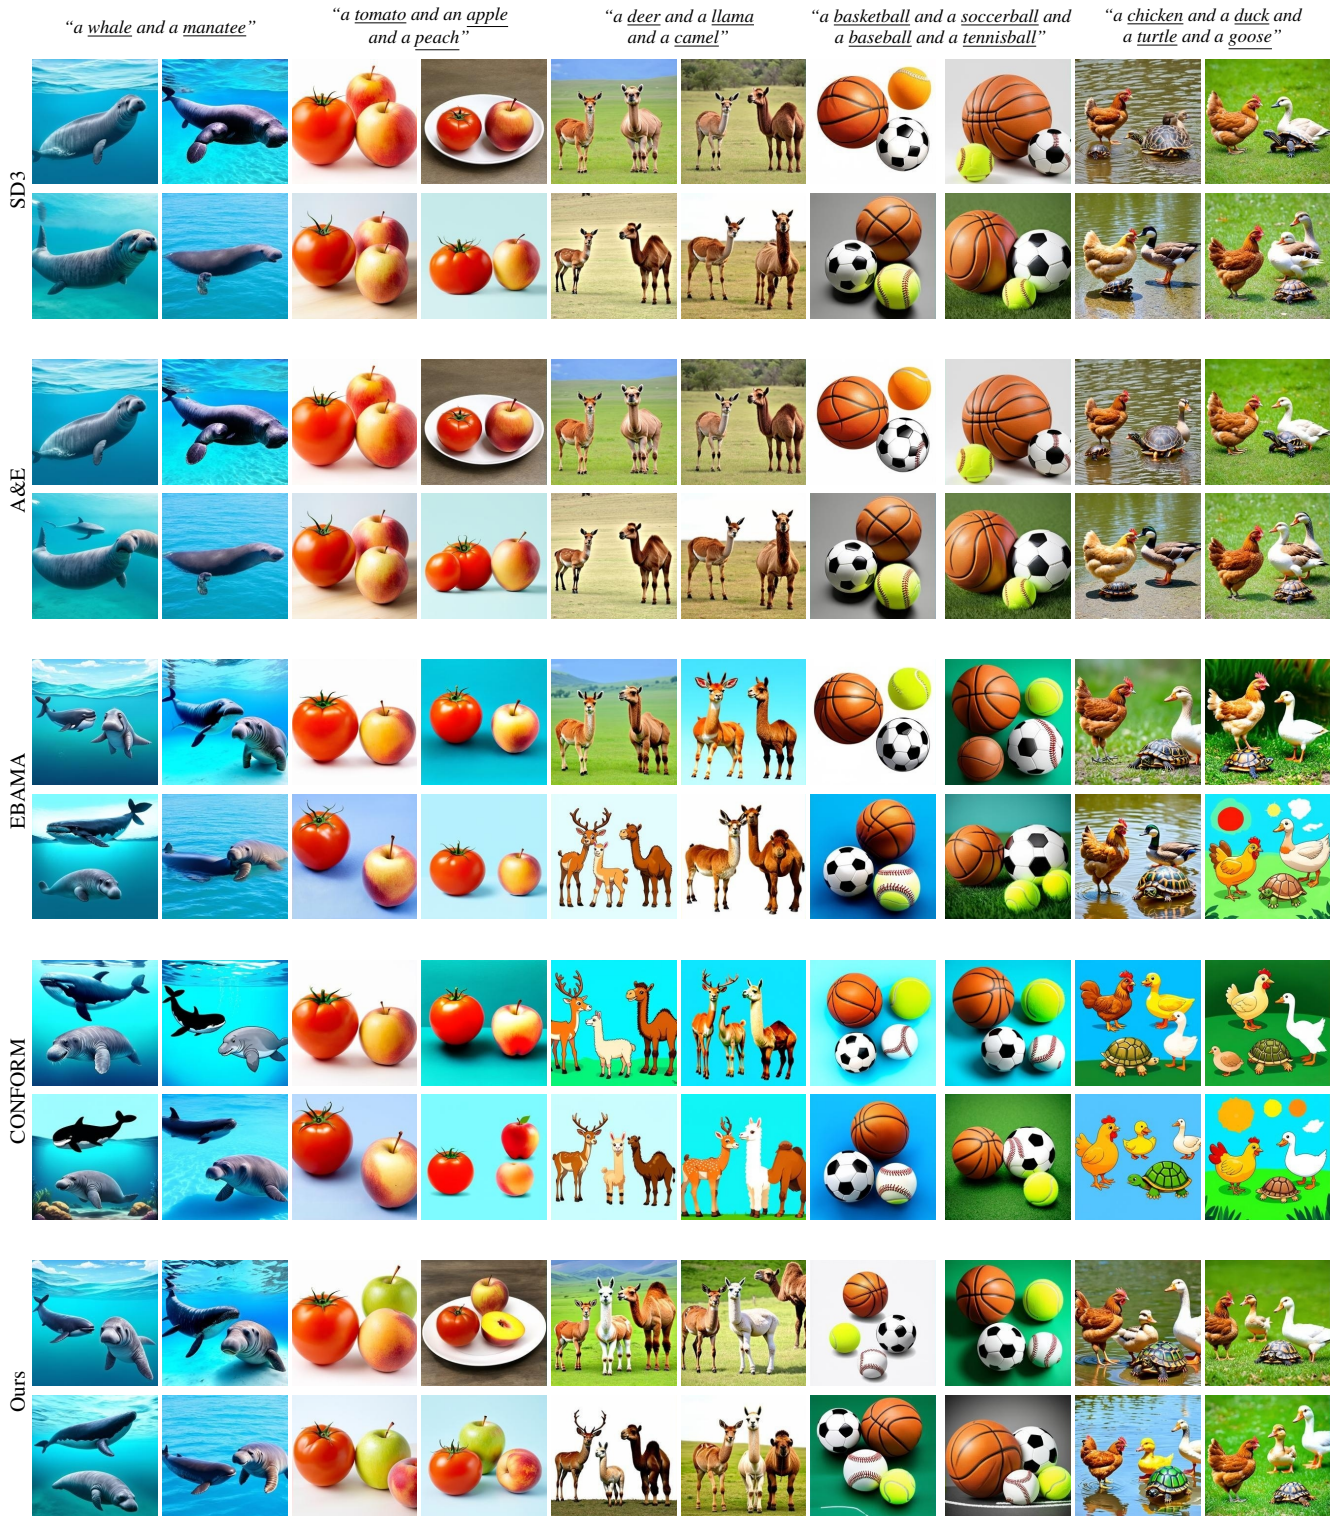 “a whale and a manatee”
“a tomato and an apple
and a peach”
“a deer and a llama
and a camel”
“a basketball and a soccerball and
a baseball and a tennisball”
“a chicken and a duck and
a turtle and a goose”
SD3
A&E
EBAMA
CONFORM
Ours